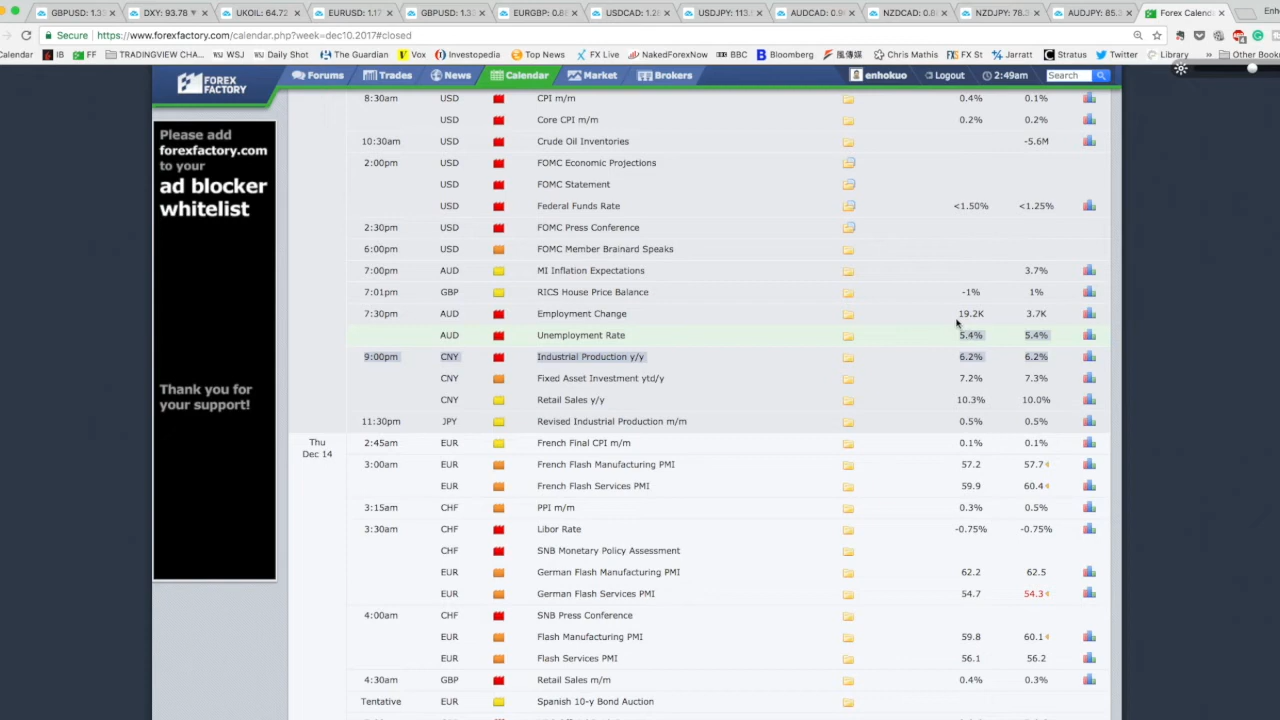 GBPUSD: 1.3
DXY: 93.78
UKOIL: 64.72
EURUSD: 1.17
GBPUSD: 1.33
EURGBP: 0.8
USDCAD: 1.28
USDJPY: 113.
AUDCAD: 0.9
NZDCAD: 0.8
NZDJPY: 78.3
AUDJPY: 85.3
Forex Calenda
Enh
Secure
https://www.forexfactory.com/calendar.php?week=dec10.2017#closed
Calendar IB FF TRADINGVIEW CHA... WSJ Daily Shot The Guardian Vox Investopedia Top News FX Live NakedForexNow BBC Bloomberg 風傳媒 Chris Mathis FX St Jarratt Stratus Twitter Library Other Book
FOREX
FACTORY
Forums Trades News Calendar Market Brokers enhokuo Logout 2:49am Search
Please add
forexfactory.com
to your
ad blocker
whitelist
Thank you for
your support!
8:30am USD CPI m/m 0.4% 0.1%
USD Core CPI m/m 0.2% 0.2%
10:30am USD Crude Oil Inventories -5.6M
2:00pm USD FOMC Economic Projections
USD FOMC Statement
USD Federal Funds Rate <1.50% <1.25%
2:30pm USD FOMC Press Conference
6:00pm USD FOMC Member Brainard Speaks
7:00pm AUD MI Inflation Expectations 3.7%
7:01pm GBP RICS House Price Balance -1% 1%
7:30pm AUD Employment Change 19.2K 3.7K
AUD Unemployment Rate 5.4% 5.4%
9:00pm CNY Industrial Production y/y 6.2% 6.2%
CNY Fixed Asset Investment ytd/y 7.2% 7.3%
CNY Retail Sales y/y 10.3% 10.0%
11:30pm JPY Revised Industrial Production m/m 0.5% 0.5%
Thu
Dec 14
2:45am EUR French Final CPI m/m 0.1% 0.1%
3:00am EUR French Flash Manufacturing PMI 57.2 57.7
EUR French Flash Services PMI 59.9 60.4
3:15am CHF PPI m/m 0.3% 0.5%
3:30am CHF Libor Rate -0.75% -0.75%
CHF SNB Monetary Policy Assessment
EUR German Flash Manufacturing PMI 62.2 62.5
EUR German Flash Services PMI 54.7 54.3
4:00am CHF SNB Press Conference
EUR Flash Manufacturing PMI 59.8 60.1
EUR Flash Services PMI 56.1 56.2
4:30am GBP Retail Sales m/m 0.4% 0.3%
Tentative EUR Spanish 10-y Bond Auction